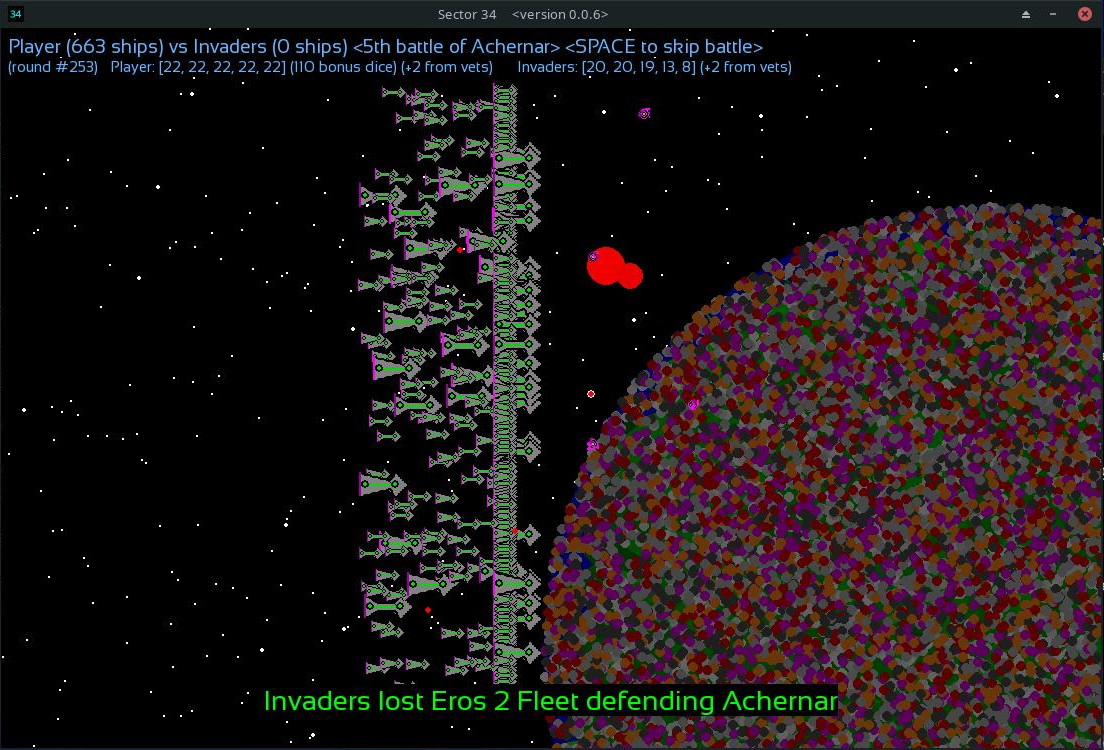 34
Sector 34 <version 0.0.6>
Player (663 ships) vs Invaders (0 ships) <5th battle of Achernar> <SPACE to skip battle>
(round #253) Player: [22, 22, 22, 22, 22] (110 bonus dice) (+2 from vets) Invaders: [20, 20, 19, 13, 8] (+2 from vets)
Invaders lost Eros 2 Fleet defending Achernar